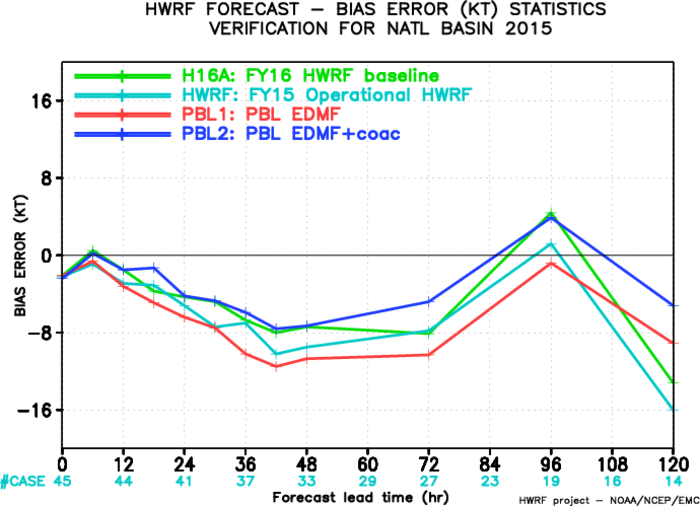 HWRF FORECAST – BIAS ERROR (KT) STATISTICS
VERIFICATION FOR NATL BASIN 2015
H16A: FY16 HWRF baseline
HWRF: FY15 Operational HWRF
PBL1: PBL EDMF
PBL2: PBL EDMF+coac
BIAS ERROR (KT)
16
8
0
-8
-16
0 12 24 36 48 60 72 84 96 108 120
#CASE 45 44 41 37 33 29 27 23 19 16 14
Forecast lead time (hr)
HWRF project – NOAA/NCEP/EMC